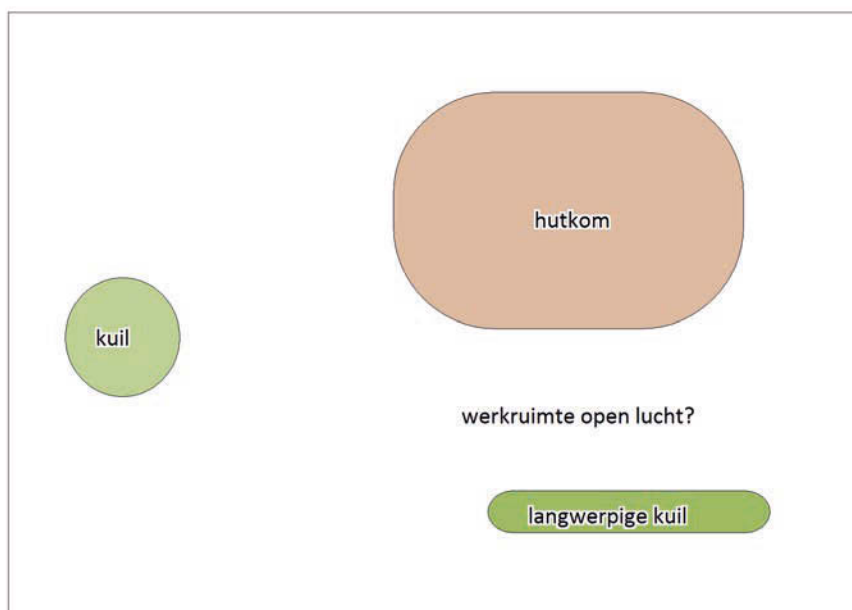 hutkom
kuil
werkruimte open lucht?
langwerpige kuil